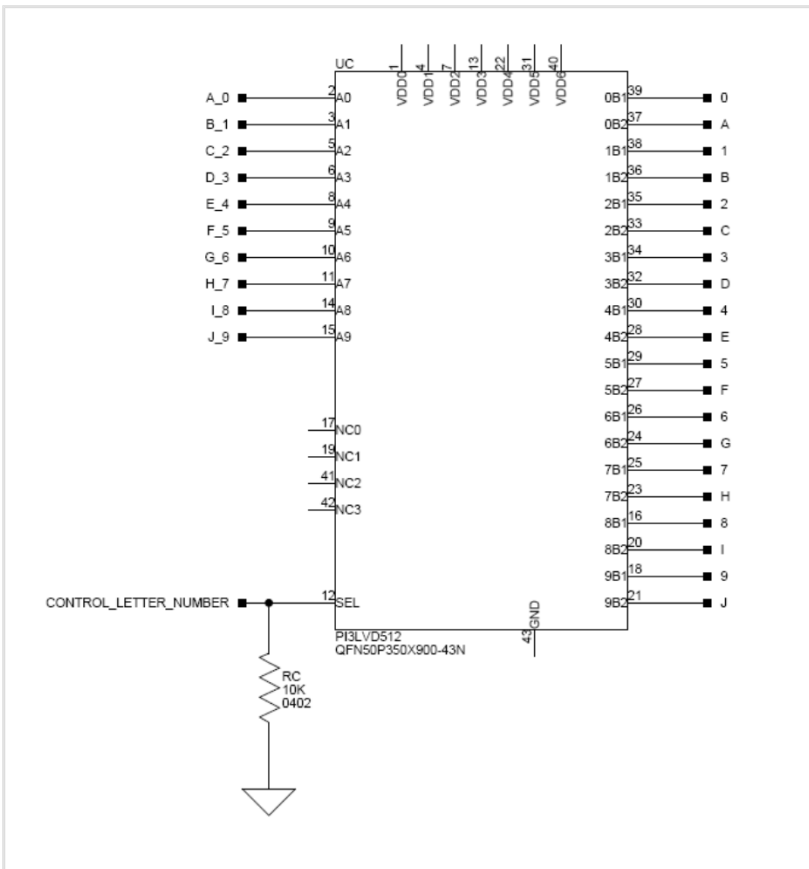 UC
1 VDD0
4 VDD1
7 VDD2
13 VDD3
22 VDD4
31 VDD5
40 VDD6
A_0 2 A0
B_1 3 A1
C_2 5 A2
D_3 6 A3
E_4 8 A4
F_5 9 A5
G_6 10 A6
H_7 11 A7
I_8 14 A8
J_9 15 A9
17 NC0
19 NC1
41 NC2
42 NC3
CONTROL_LETTER_NUMBER 12 SEL
0B1 39 0
0B2 37 A
1B1 38 1
1B2 36 B
2B1 35 2
2B2 33 C
3B1 34 3
3B2 32 D
4B1 30 4
4B2 28 E
5B1 29 5
5B2 27 F
6B1 26 6
6B2 24 G
7B1 25 7
7B2 23 H
8B1 16 8
8B2 20 I
9B1 18 9
9B2 21 J
43 GND
PI3LVD512
QFN50P350X900-43N
RC
10K
0402